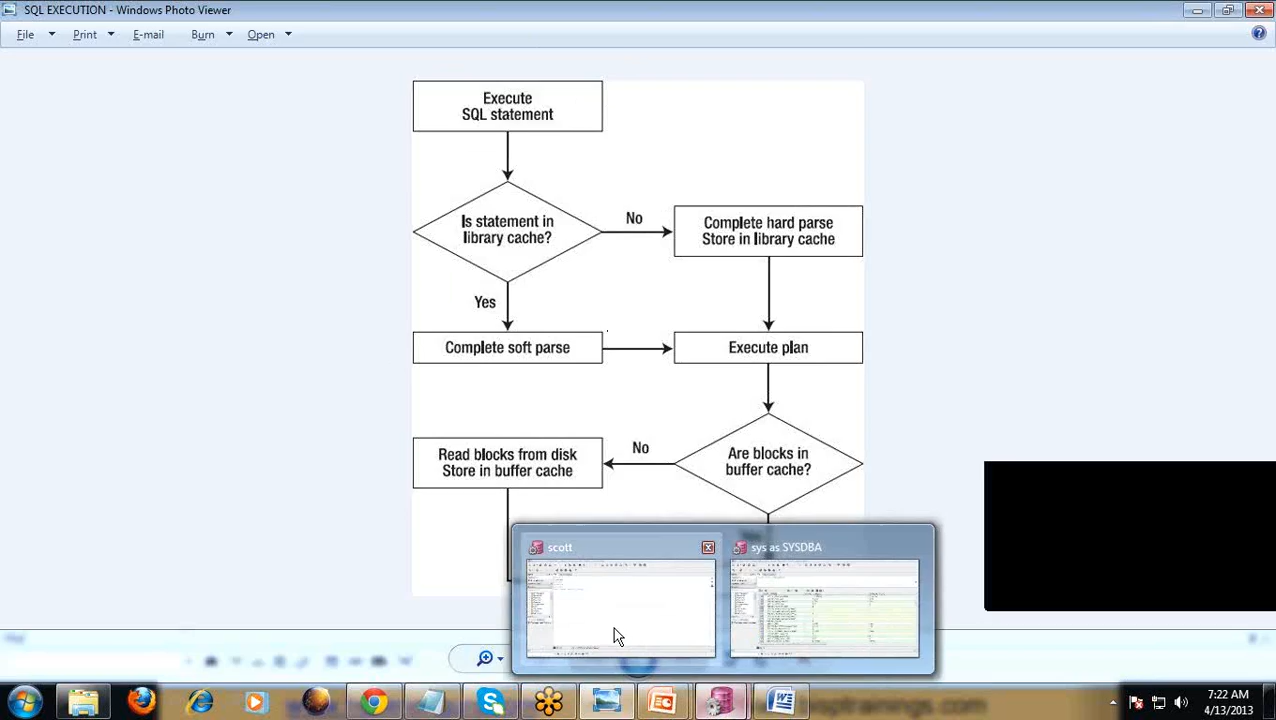 SQL EXECUTION - Windows Photo Viewer
File Print E-mail Burn Open
Execute
SQL statement
Is statement in
library cache?
No
Complete hard parse
Store in library cache
Yes
Complete soft parse
Execute plan
Read blocks from disk
Store in buffer cache
No
Are blocks in
buffer cache?
scott
sys as SYSDBA
7:22 AM
4/13/2013